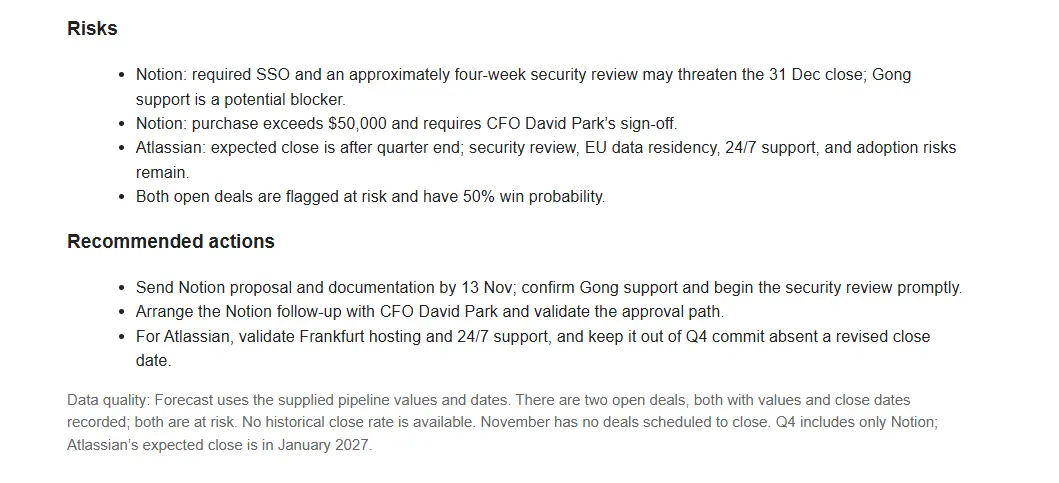 Risks
• Notion: required SSO and an approximately four-week security review may threaten the 31 Dec close; Gong
support is a potential blocker.
• Notion: purchase exceeds $50,000 and requires CFO David Park’s sign-off.
• Atlassian: expected close is after quarter end; security review, EU data residency, 24/7 support, and adoption risks
remain.
• Both open deals are flagged at risk and have 50% win probability.
Recommended actions
• Send Notion proposal and documentation by 13 Nov; confirm Gong support and begin the security review promptly.
• Arrange the Notion follow-up with CFO David Park and validate the approval path.
• For Atlassian, validate Frankfurt hosting and 24/7 support, and keep it out of Q4 commit absent a revised close
date.
Data quality: Forecast uses the supplied pipeline values and dates. There are two open deals, both with values and close dates
recorded; both are at risk. No historical close rate is available. November has no deals scheduled to close. Q4 includes only Notion;
Atlassian’s expected close is in January 2027.